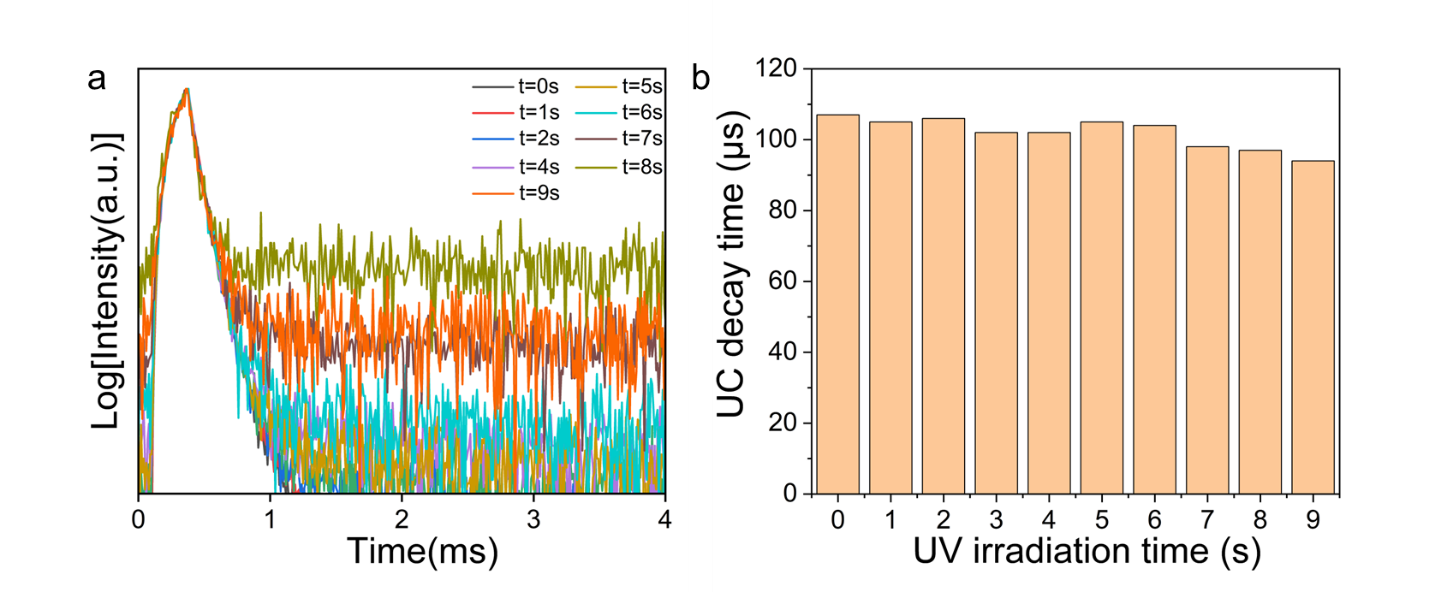 a
t=0s t=5s
t=1s t=6s
t=2s t=7s
t=4s t=8s
t=9s
Log[Intensity(a.u.)]
0 1 2 3 4
Time(ms)
b
120
100
80
60
40
20
0
UC decay time (μs)
0 1 2 3 4 5 6 7 8 9
UV irradiation time (s)